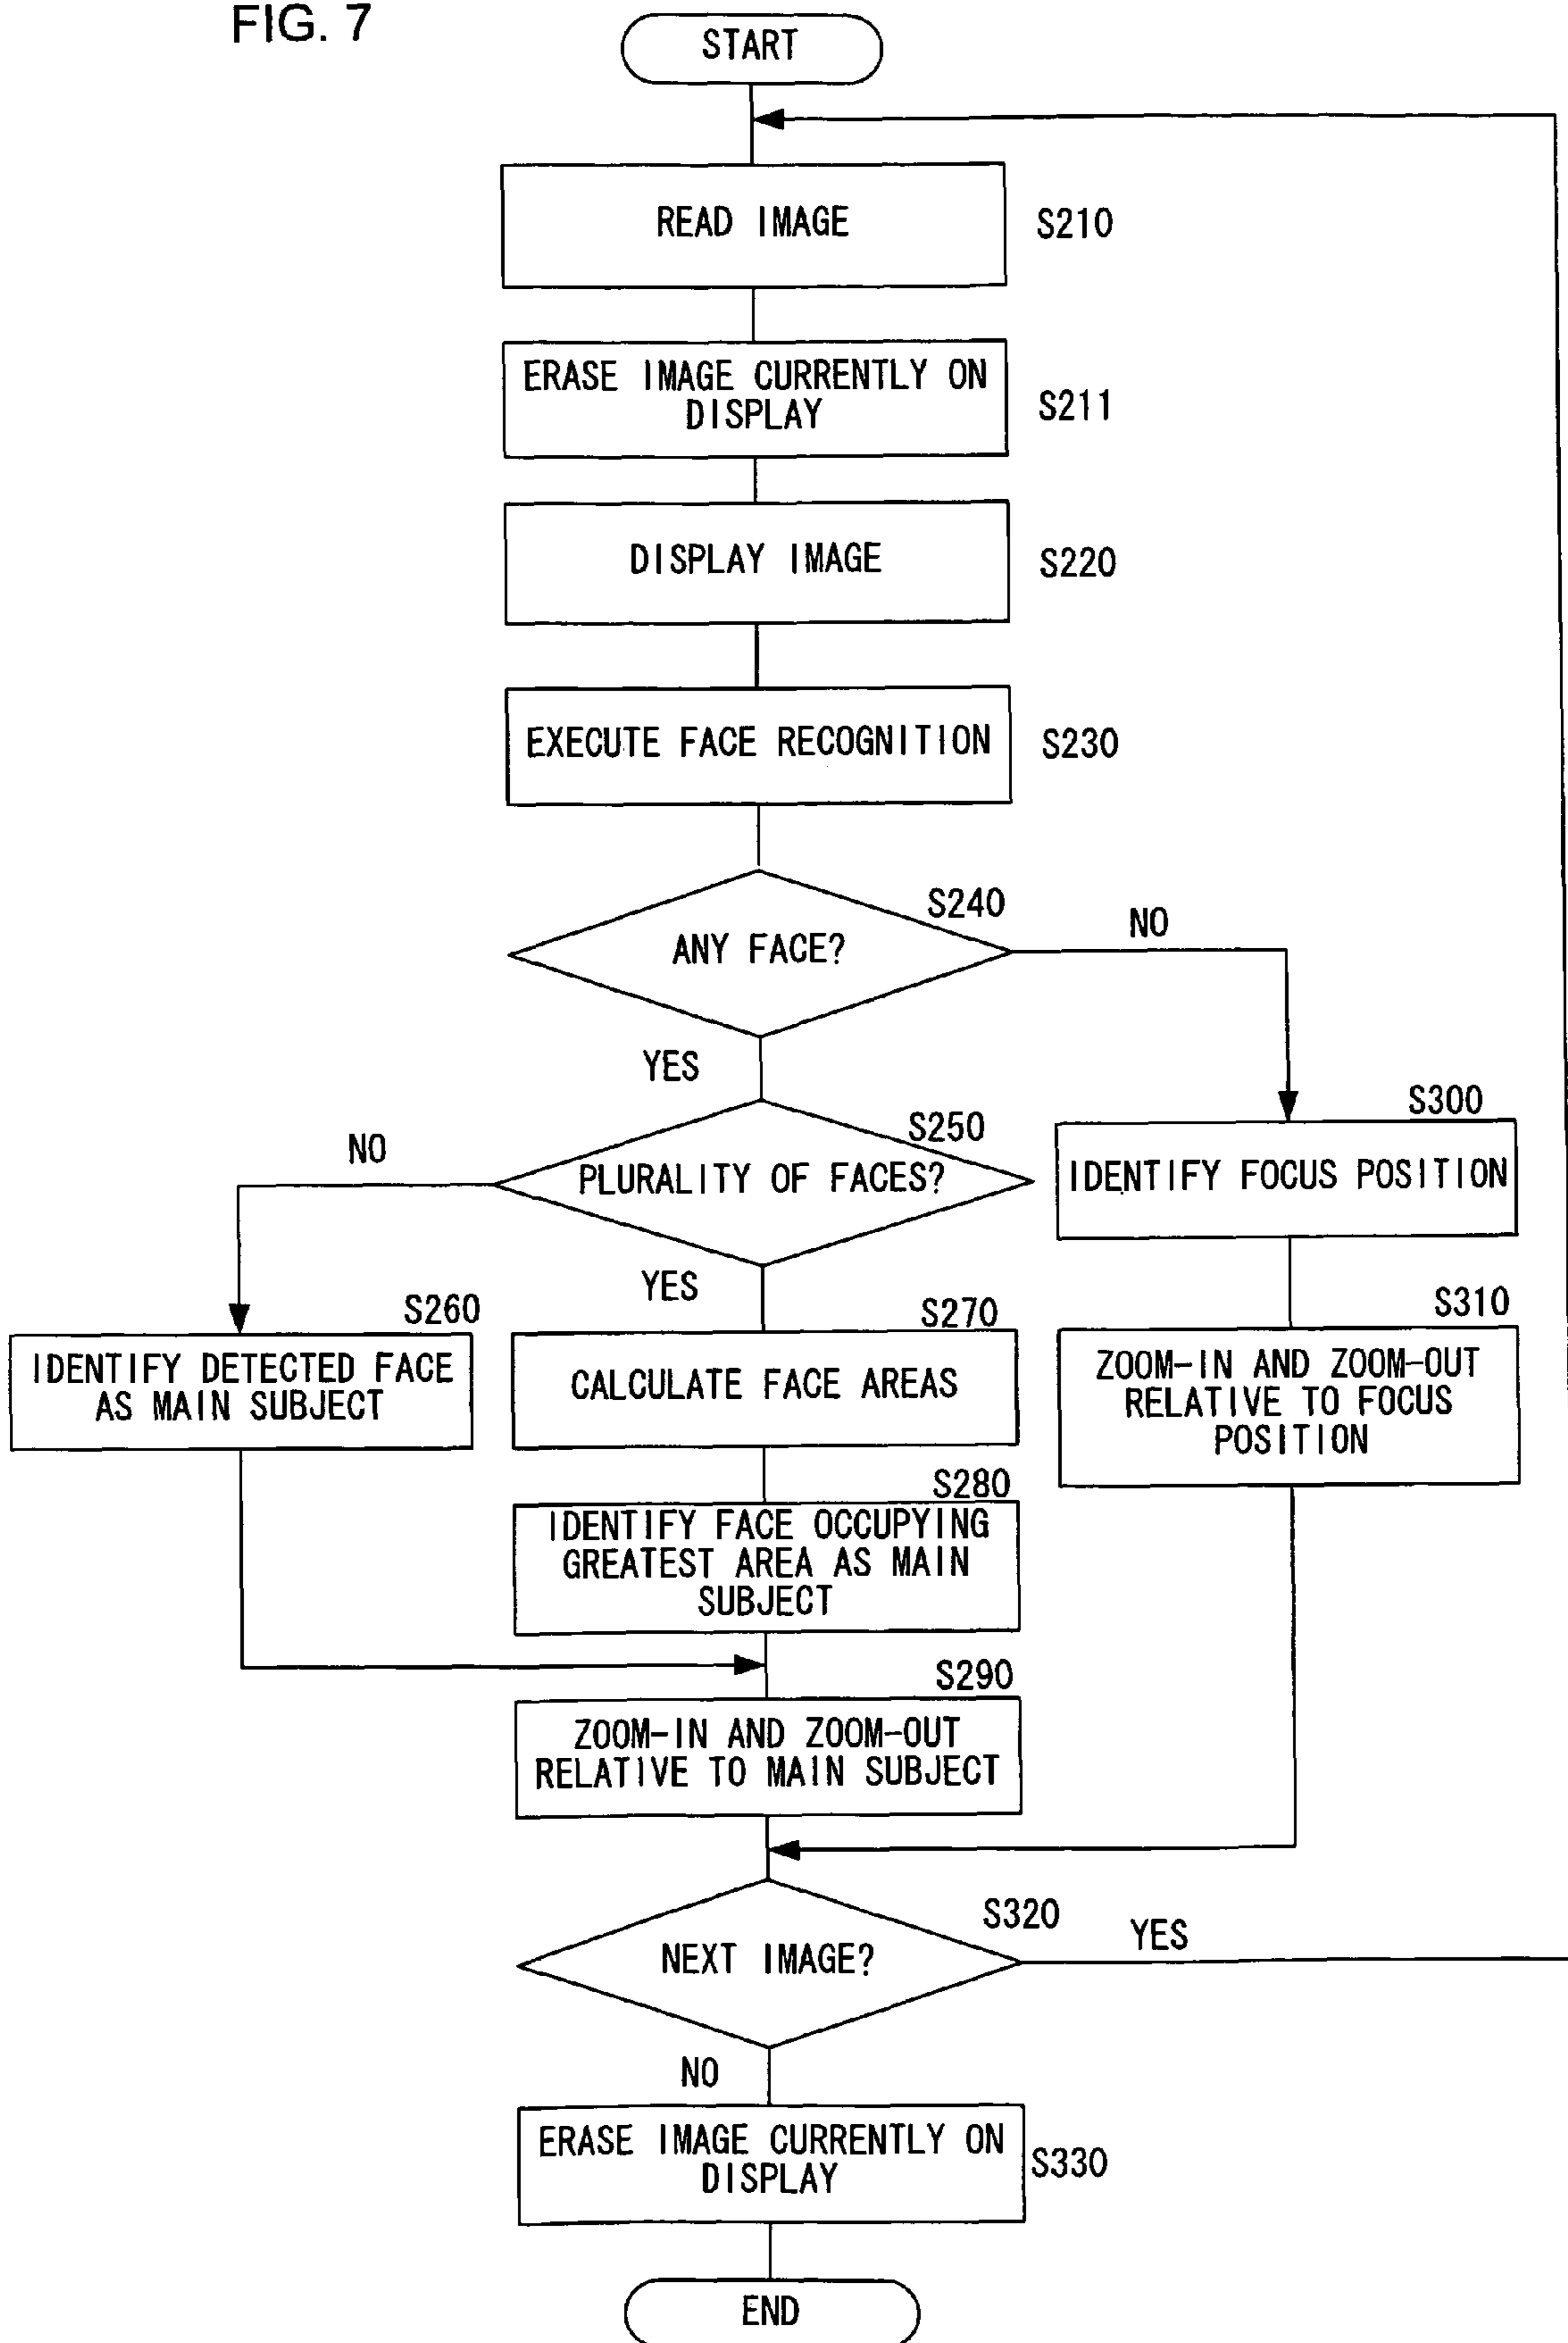 FIG. 7
START
READ IMAGE
S210
ERASE IMAGE CURRENTLY ON
DISPLAY
S211
DISPLAY IMAGE
S220
EXECUTE FACE RECOGNITION
S230
S240
ANY FACE?
NO
YES
S250
PLURALITY OF FACES?
NO
YES
S300
IDENTIFY FOCUS POSITION
S260
IDENTIFY DETECTED FACE
AS MAIN SUBJECT
S270
CALCULATE FACE AREAS
S310
ZOOM-IN AND ZOOM-OUT
RELATIVE TO FOCUS
POSITION
S280
IDENTIFY FACE OCCUPYING
GREATEST AREA AS MAIN
SUBJECT
S290
ZOOM-IN AND ZOOM-OUT
RELATIVE TO MAIN SUBJECT
S320
NEXT IMAGE?
YES
NO
ERASE IMAGE CURRENTLY ON
DISPLAY
S330
END